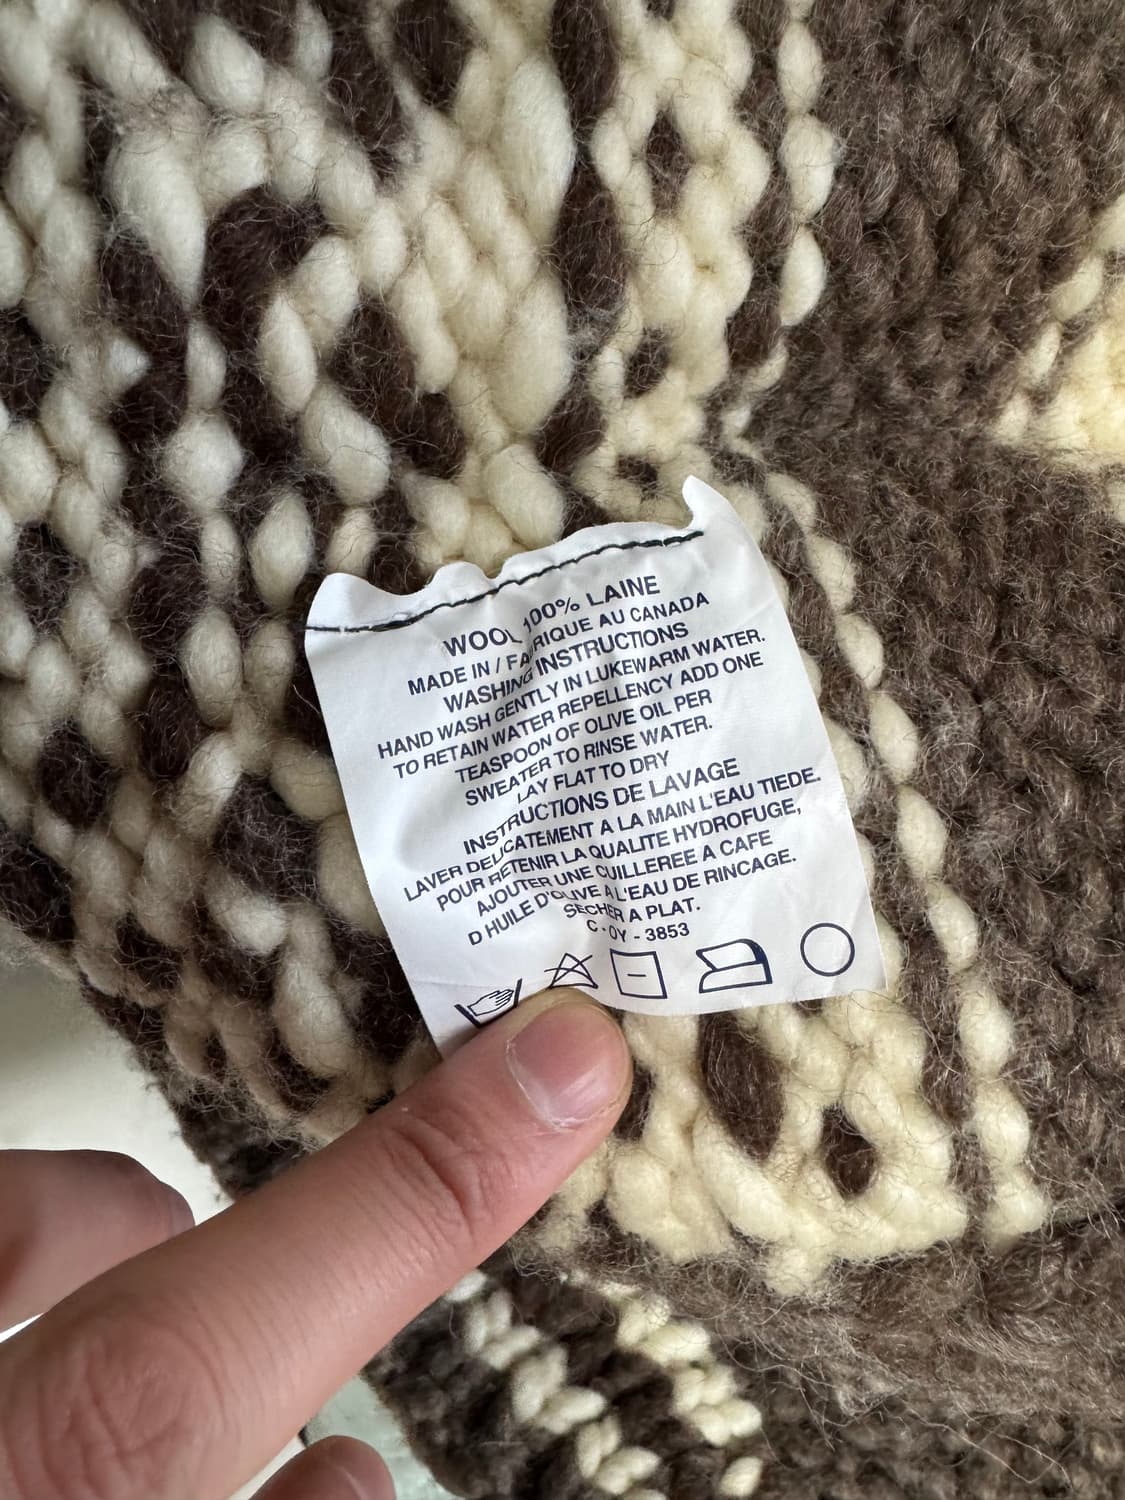 WOOL 100% LAINE
MADE IN / FABRIQUE AU CANADA
WASHING INSTRUCTIONS
HAND WASH GENTLY IN LUKEWARM WATER.
TO RETAIN WATER REPELLENCY ADD ONE
TEASPOON OF OLIVE OIL PER
SWEATER TO RINSE WATER.
LAY FLAT TO DRY
INSTRUCTIONS DE LAVAGE
LAVER DELICATEMENT A LA MAIN L'EAU TIEDE.
POUR RETENIR LA QUALITE HYDROFUGE,
AJOUTER UNE CUILLEREE A CAFE
D HUILE D'OLIVE A L'EAU DE RINCAGE.
SECHER A PLAT.
C - OY - 3853